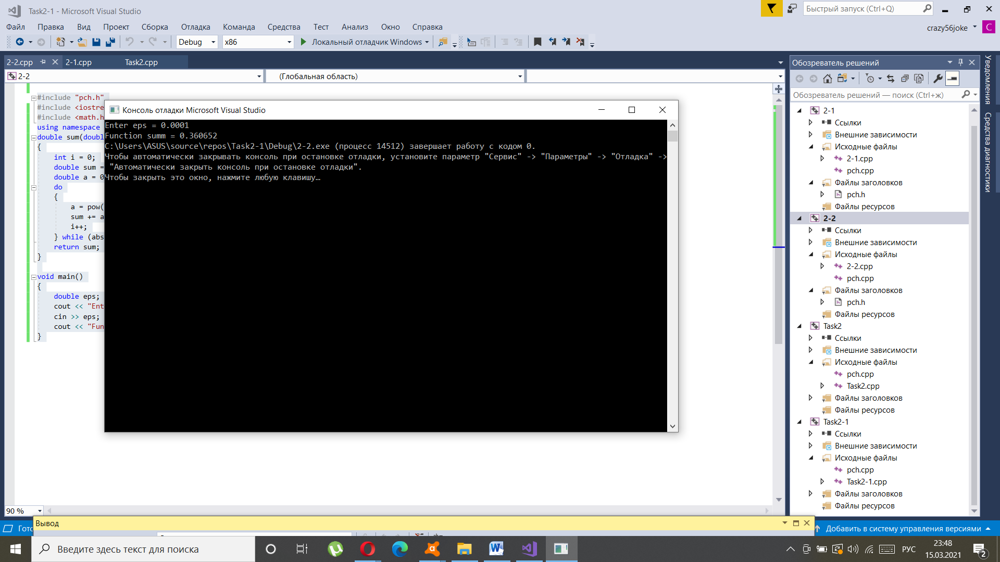 Task2-1 - Microsoft Visual Studio
Быстрый запуск (Ctrl+Q)
Файл Правка Вид Проект Сборка Отладка Команда Средства Тест Анализ Окно Справка
crazy56joke C
Debug x86 Локальный отладчик Windows
2-2.cpp 2-1.cpp Task2.cpp
2-2 (Глобальная область)
#include "pch.h"
#include <iostre
#include <math.h
using namespace
double sum(doubl
{
int i = 0;
double sum =
double a = 0
do
{
a = pow(
sum += a
i++;
} while (abs
return sum;
}
void main()
{
double eps;
cout << "Ent
cin >> eps;
cout << "Fun
}
Консоль отладки Microsoft Visual Studio
Enter eps = 0.0001
Function summ = 0.360652
C:\Users\ASUS\source\repos\Task2-1\Debug\2-2.exe (процесс 14512) завершает работу с кодом 0.
Чтобы автоматически закрывать консоль при остановке отладки, установите параметр "Сервис" -> "Параметры" -> "Отладка" ->
"Автоматически закрыть консоль при остановке отладки".
Чтобы закрыть это окно, нажмите любую клавишу…
Обозреватель решений
Обозреватель решений — поиск (Ctrl+ж)
2-1
Ссылки
Внешние зависимости
Исходные файлы
2-1.cpp
pch.cpp
Файлы заголовков
pch.h
Файлы ресурсов
2-2
Ссылки
Внешние зависимости
Исходные файлы
2-2.cpp
pch.cpp
Файлы заголовков
pch.h
Файлы ресурсов
Task2
Ссылки
Внешние зависимости
Исходные файлы
pch.cpp
Task2.cpp
Файлы заголовков
Файлы ресурсов
Task2-1
Ссылки
Внешние зависимости
Исходные файлы
pch.cpp
Task2-1.cpp
Файлы заголовков
Файлы ресурсов
Уведомления
Средства диагностики
90 %
Вывод
Гото
Добавить в систему управления версиями
Введите здесь текст для поиска
РУС
23:48
15.03.2021
2